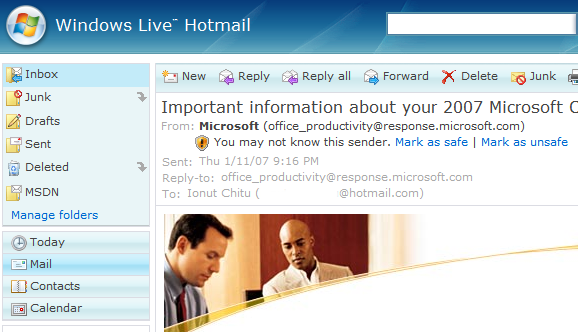 Windows Live™ Hotmail
Inbox
Junk
Drafts
Sent
Deleted
MSDN
Manage folders
Today
Mail
Contacts
Calendar
New Reply Reply all Forward Delete Junk
Important information about your 2007 Microsoft O
From: Microsoft (office_productivity@response.microsoft.com)
You may not know this sender. Mark as safe | Mark as unsafe
Sent: Thu 1/11/07 9:16 PM
Reply-to: office_productivity@response.microsoft.com
To: Ionut Chitu ( @hotmail.com)